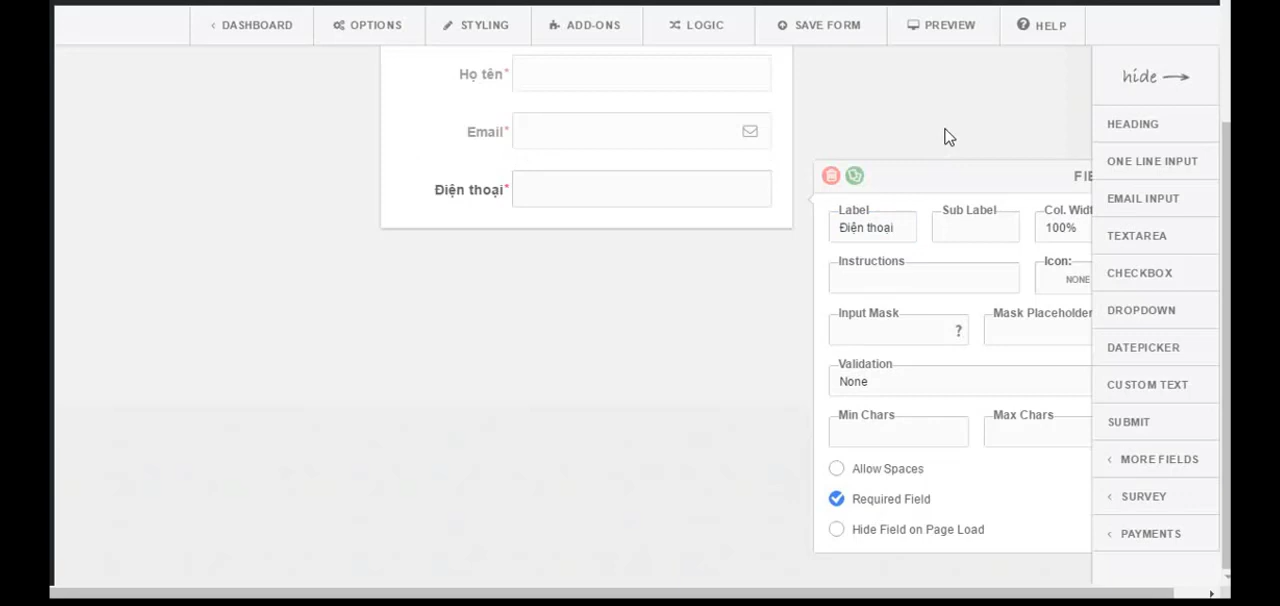 ‹ DASHBOARD
OPTIONS
STYLING
ADD-ONS
LOGIC
SAVE FORM
PREVIEW
HELP
Họ tên*
Email*
Điện thoại*
FIE
Label
Điện thoại
Sub Label
Col. Widt
100%
Instructions
Icon:
NONE
Input Mask
?
Mask Placeholder
Validation
None
Min Chars
Max Chars
Allow Spaces
Required Field
Hide Field on Page Load
hide
HEADING
ONE LINE INPUT
EMAIL INPUT
TEXTAREA
CHECKBOX
DROPDOWN
DATEPICKER
CUSTOM TEXT
SUBMIT
‹ MORE FIELDS
‹ SURVEY
‹ PAYMENTS